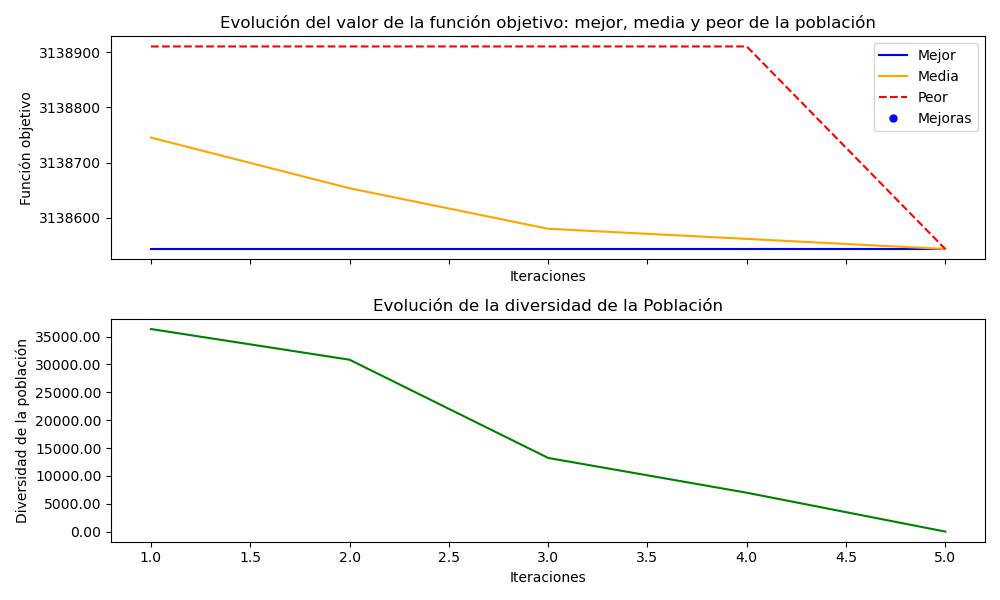 Evolución del valor de la función objetivo: mejor, media y peor de la población
Función objetivo
3138900
3138800
3138700
3138600
Mejor
Media
Peor
Mejoras
Iteraciones
Evolución de la diversidad de la Población
Diversidad de la población
35000.00
30000.00
25000.00
20000.00
15000.00
10000.00
5000.00
0.00
1.0 1.5 2.0 2.5 3.0 3.5 4.0 4.5 5.0
Iteraciones